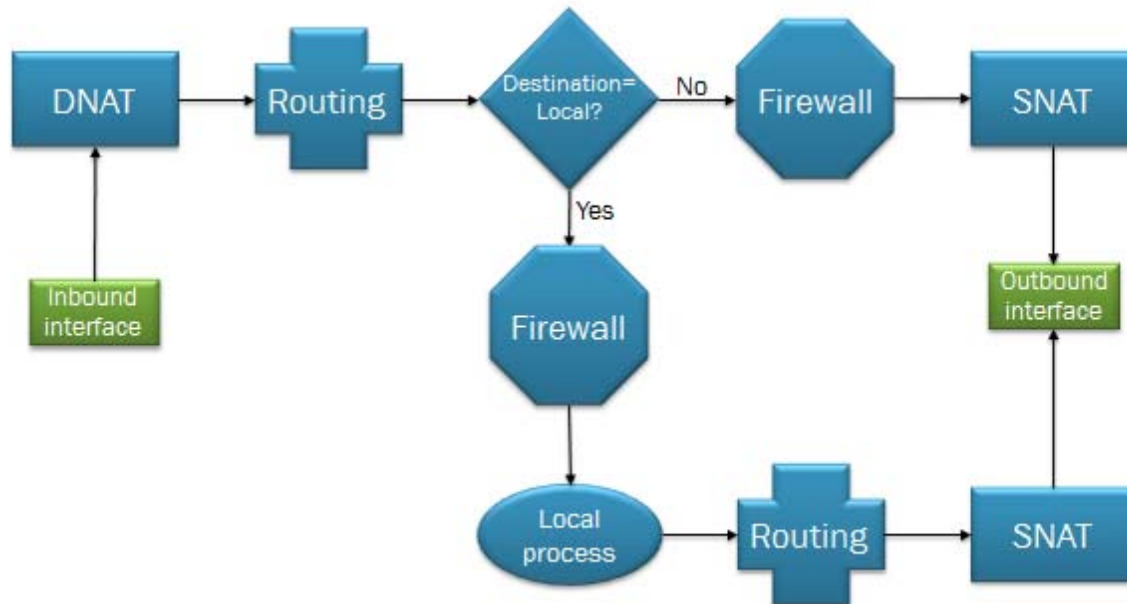 DNAT
Routing
Destination=
Local?
No
Firewall
SNAT
Yes
Inbound
interface
Firewall
Outbound
interface
Local
process
Routing
SNAT